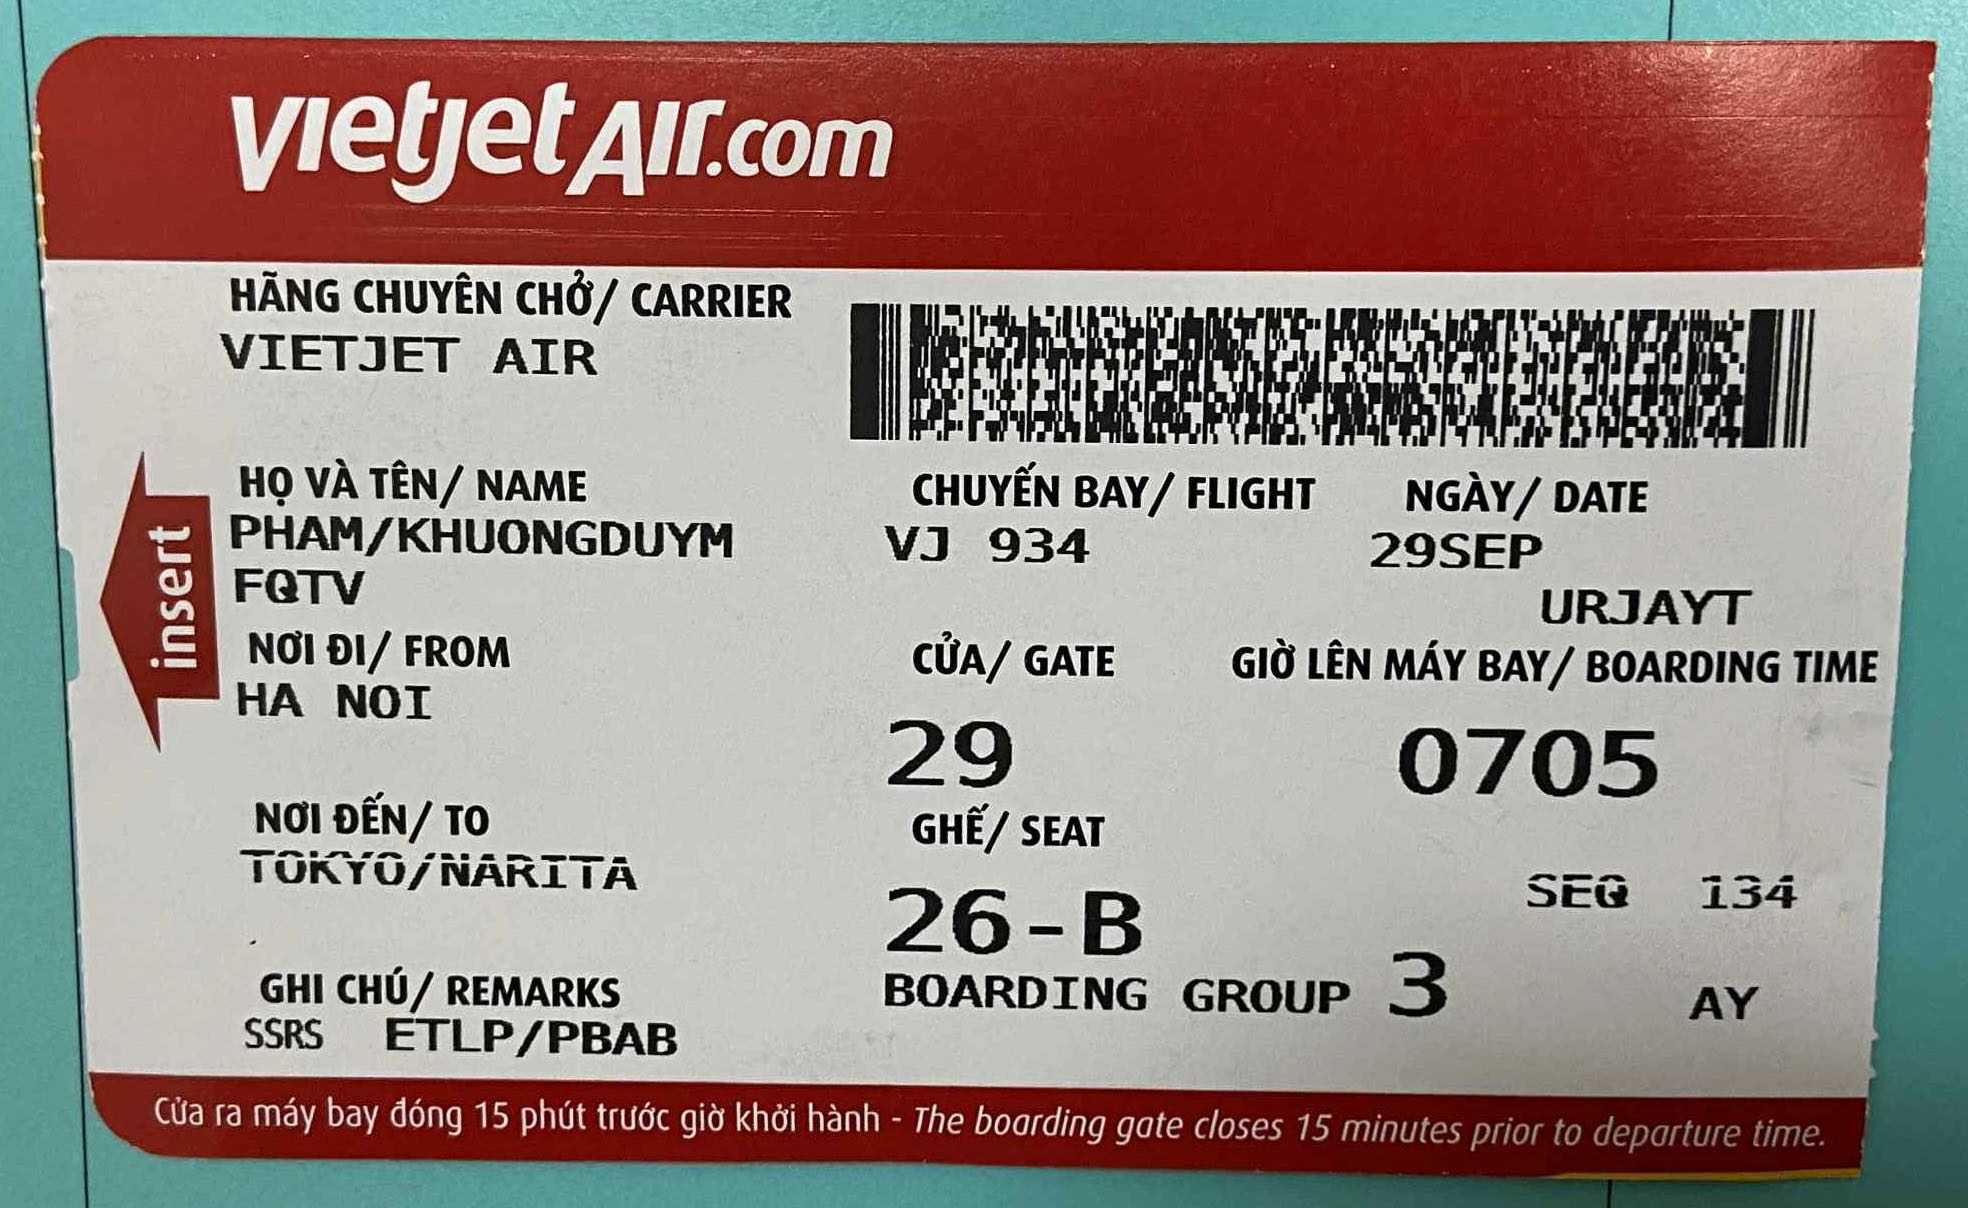 vietjetAir.com
HÃNG CHUYÊN CHỞ/ CARRIER
VIETJET AIR
HỌ VÀ TÊN/ NAME
PHAM/KHUONGDUYM
FQTV
CHUYẾN BAY/ FLIGHT
VJ 934
NGÀY/ DATE
29SEP
URJAYT
insert
NƠI ĐI/ FROM
HA NOI
CỬA/ GATE
29
GIỜ LÊN MÁY BAY/ BOARDING TIME
0705
NƠI ĐẾN/ TO
TOKYO/NARITA
GHẾ/ SEAT
26-B
SEQ 134
BOARDING GROUP 3
AY
GHI CHÚ/ REMARKS
SSRS ETLP/PBAB
Cửa ra máy bay đóng 15 phút trước giờ khởi hành - The boarding gate closes 15 minutes prior to departure time.